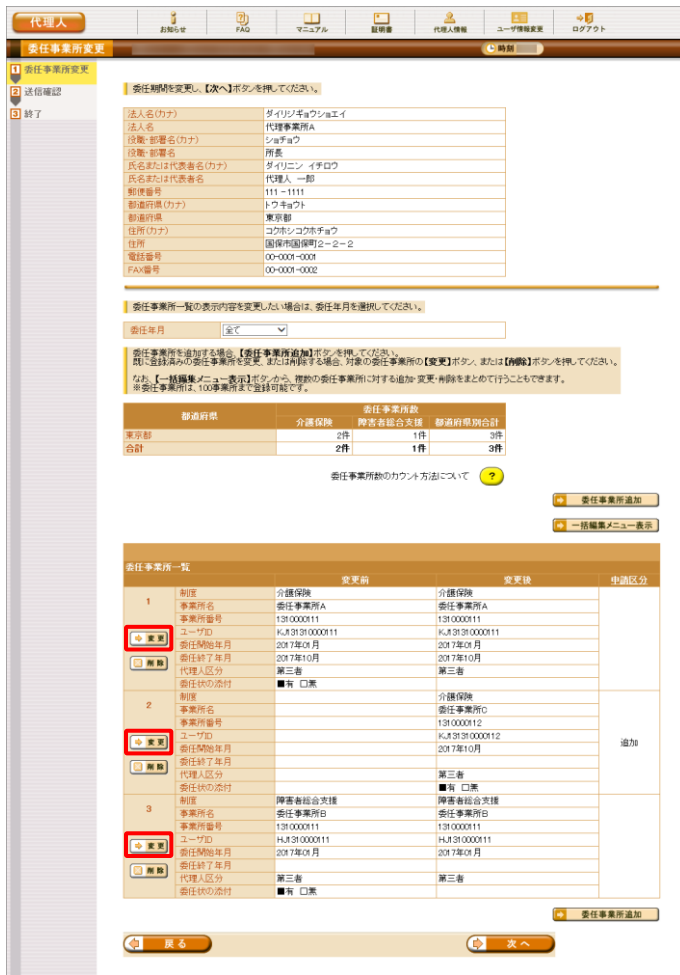 代理人
お知らせ
FAQ
マニュアル
証明書
代理人情報
ユーザ情報変更
ログアウト
委任事業所変更
時刻
1 委任事業所変更
2 送信確認
3 終了
委任期間を変更し、【次へ】ボタンを押してください。
法人名(カナ) ダイリジギョウショエイ
法人名 代理事業所A
役職・部署名(カナ) ショチョウ
役職・部署名 所長
氏名または代表者名(カナ) ダイリニン イチロウ
氏名または代表者名 代理人 一郎
郵便番号 111 -1111
都道府県(カナ) トウキョウト
都道府県 東京都
住所(カナ) コクホシコクホチョウ
住所 国保市国保町2-2-2
電話番号 00-0001-0001
FAX番号 00-0001-0002
委任事業所一覧の表示内容を変更したい場合は、委任年月を選択してください。
委任年月 全て
委任事業所を追加する場合、【委任事業所追加】ボタンを押してください。
既に登録済みの委任事業所を変更、または削除する場合、対象の委任事業所の【変更】ボタン、または【削除】ボタンを押してください。
なお、【一括編集メニュー表示】ボタンから、複数の委任事業所に対する追加・変更・削除をまとめて行うこともできます。
※委任事業所は、100事業所まで登録可能です。
都道府県 委任事業所数
介護保険 障害者総合支援 都道府県別合計
東京都 2件 1件 3件
合計 2件 1件 3件
委任事業所数のカウント方法について ?
委任事業所追加
一括編集メニュー表示
委任事業所一覧
変更前 変更後 申請区分
1
変更
削除
制度 介護保険 介護保険
事業所名 委任事業所A 委任事業所A
事業所番号 1310000111 1310000111
ユーザID KJ131310000111 KJ131310000111
委任開始年月 2017年01月 2017年01月
委任終了年月 2017年10月 2017年10月
代理人区分 第三者 第三者
委任状の添付 ■有 □無
2
変更
削除
制度 介護保険
事業所名 委任事業所C
事業所番号 1310000112
ユーザID KJ131310000112
委任開始年月 2017年10月
追加
委任終了年月
代理人区分 第三者
委任状の添付 ■有 □無
3
変更
削除
制度 障害者総合支援 障害者総合支援
事業所名 委任事業所B 委任事業所B
事業所番号 1310000111 1310000111
ユーザID HJ1310000111 HJ1310000111
委任開始年月 2017年01月 2017年01月
委任終了年月
代理人区分 第三者 第三者
委任状の添付 ■有 □無
委任事業所追加
戻る
次へ